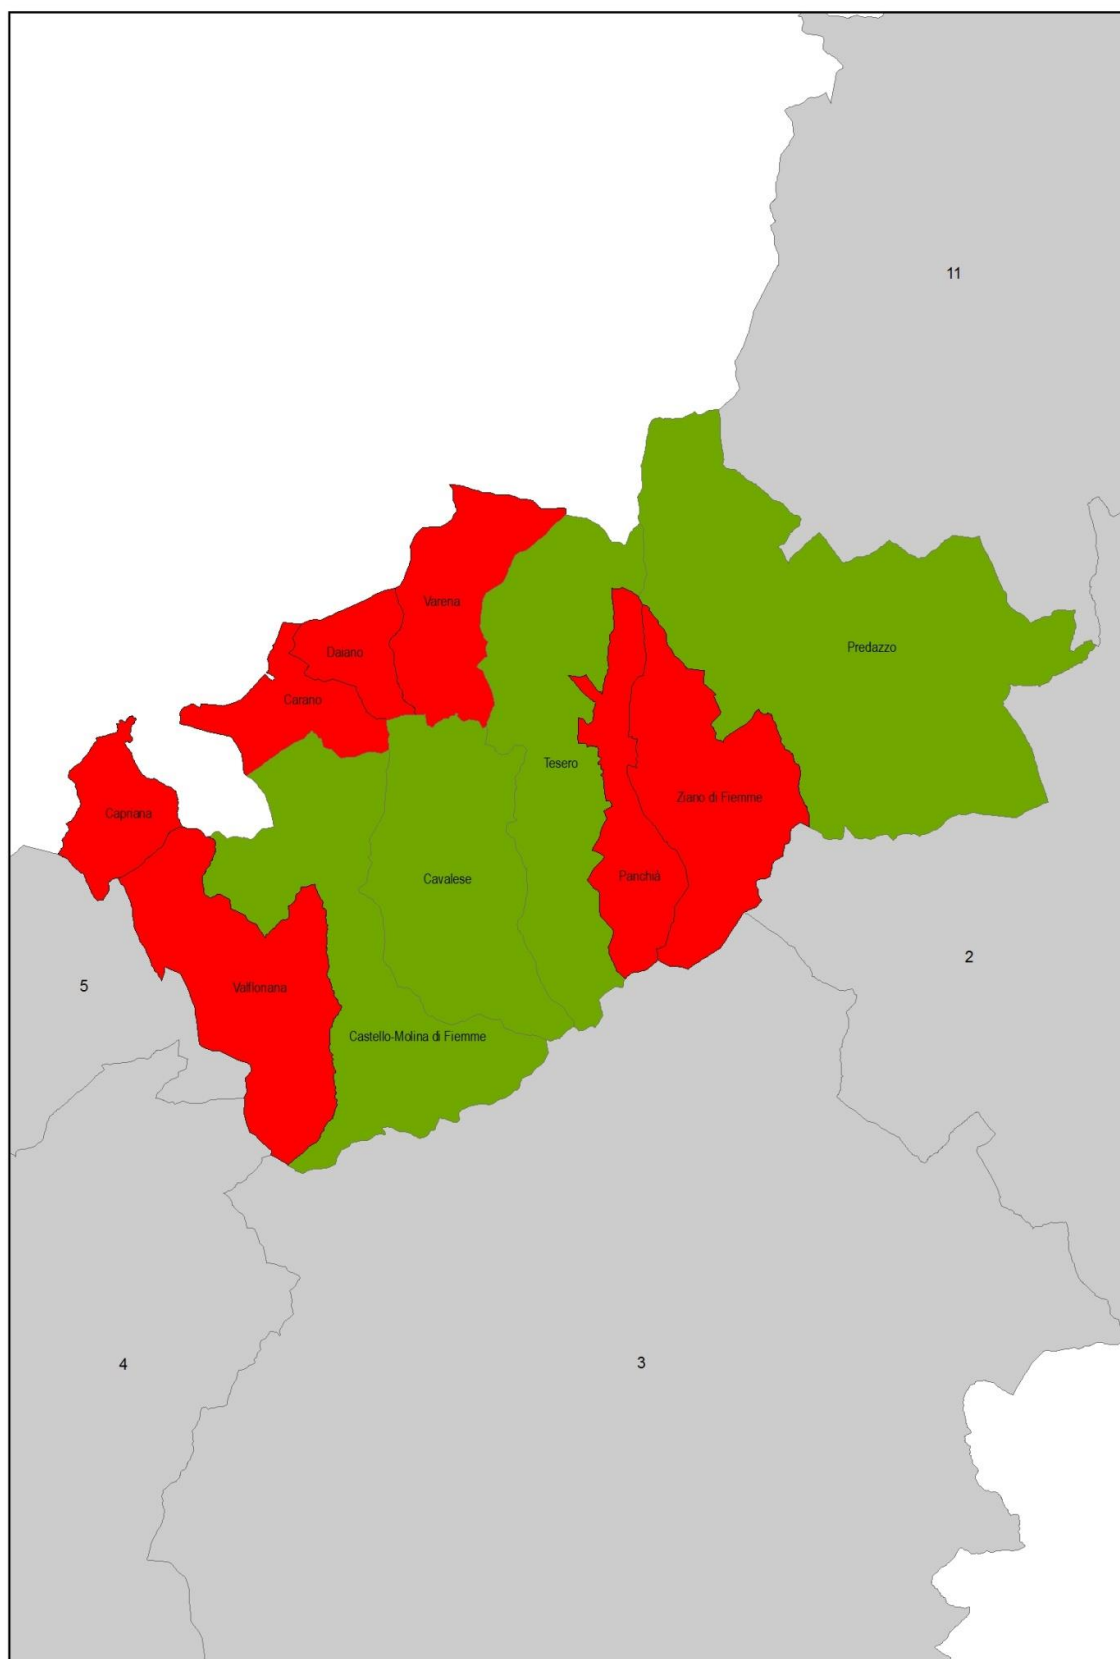 11
Varena
Daiano
Predazzo
Carano
Tesero
Ziano di Fiemme
Capriana
Panchià
Cavalese
2
5
Valfloriana
Castello-Molina di Fiemme
4
3